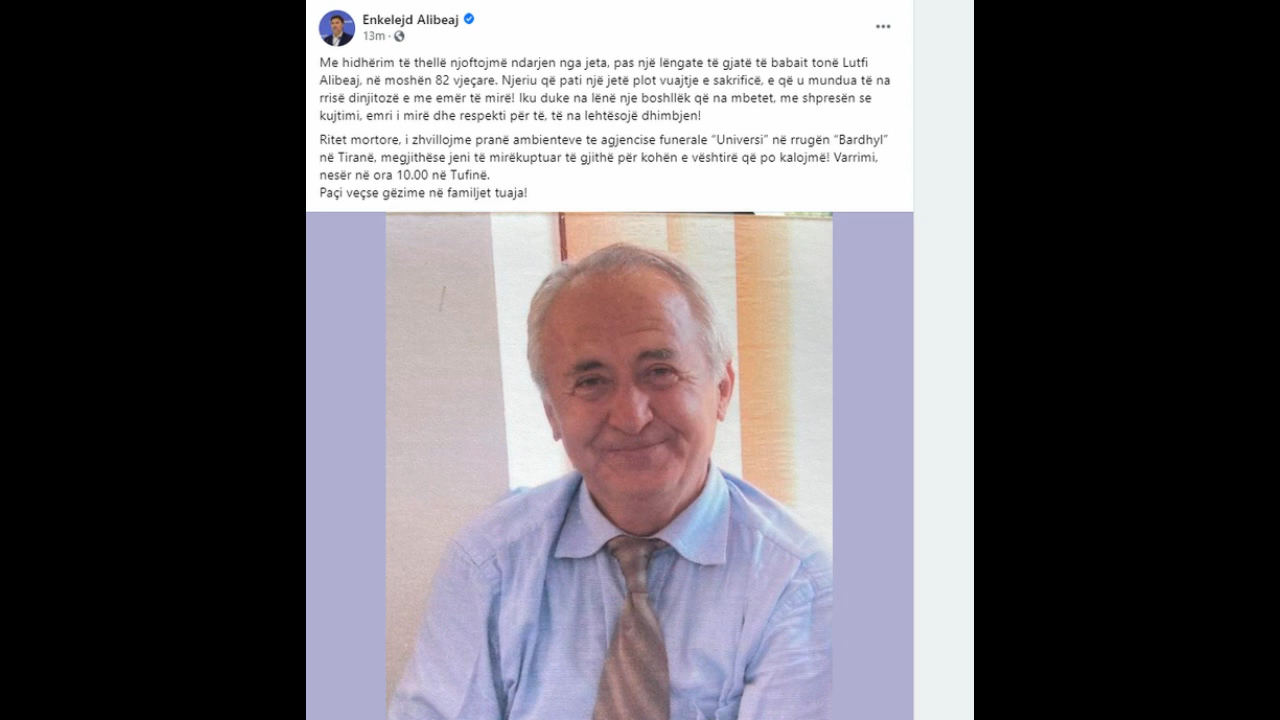 Enkelejd Alibeaj
13m ·
Me hidhërim të thellë njoftojmë ndarjen nga jeta, pas një lëngate të gjatë të babait tonë Lutfi
Alibeaj, në moshën 82 vjeçare. Njeriu që pati një jetë plot vuajtje e sakrificë, e që u mundua të na
rrisë dinjitozë e me emër të mirë! Iku duke na lënë nje boshllëk që na mbetet, me shpresën se
kujtimi, emri i mirë dhe respekti për të, të na lehtësojë dhimbjen!
Ritet mortore, i zhvillojme pranë ambienteve te agjencise funerale “Universi” në rrugën “Bardhyl”
në Tiranë, megjithëse jeni të mirëkuptuar të gjithë për kohën e vështirë që po kalojmë! Varrimi,
nesër në ora 10.00 në Tufinë.
Paçi veçse gëzime në familjet tuaja!